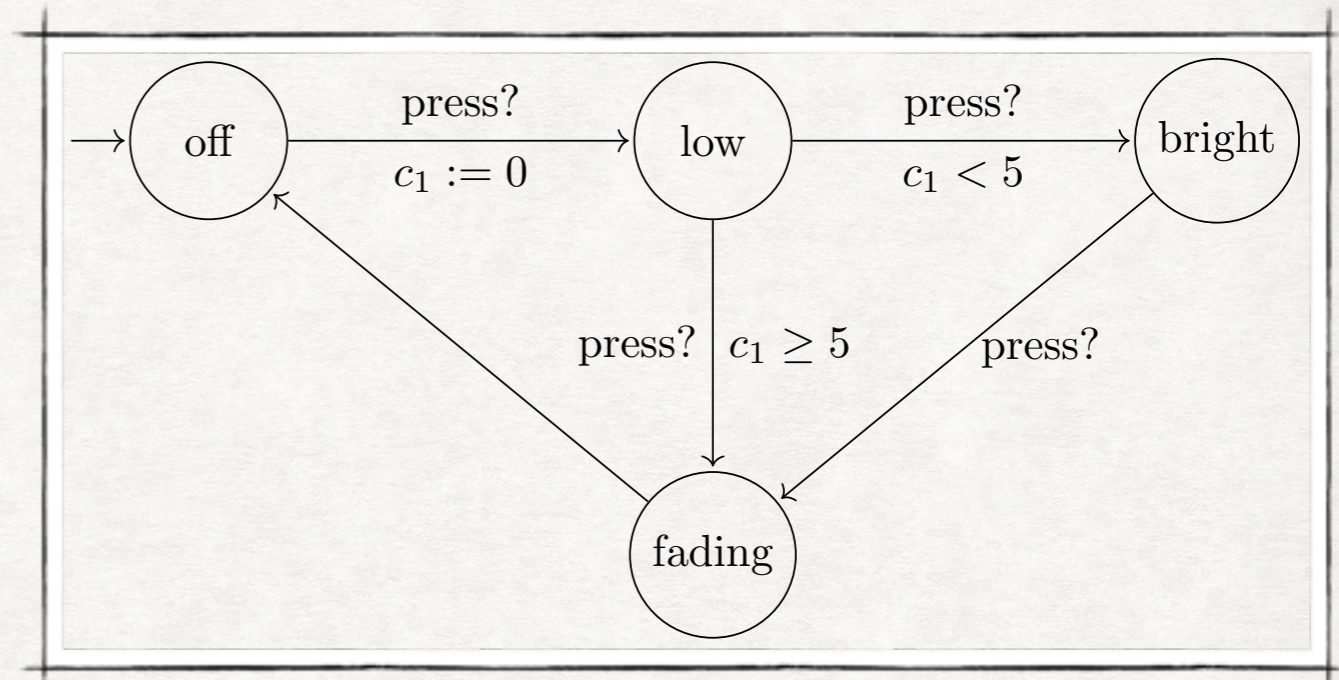 press?
press?
off
low
bright
c₁ := 0
c₁ < 5
press?
c₁ ≥ 5
press?
fading